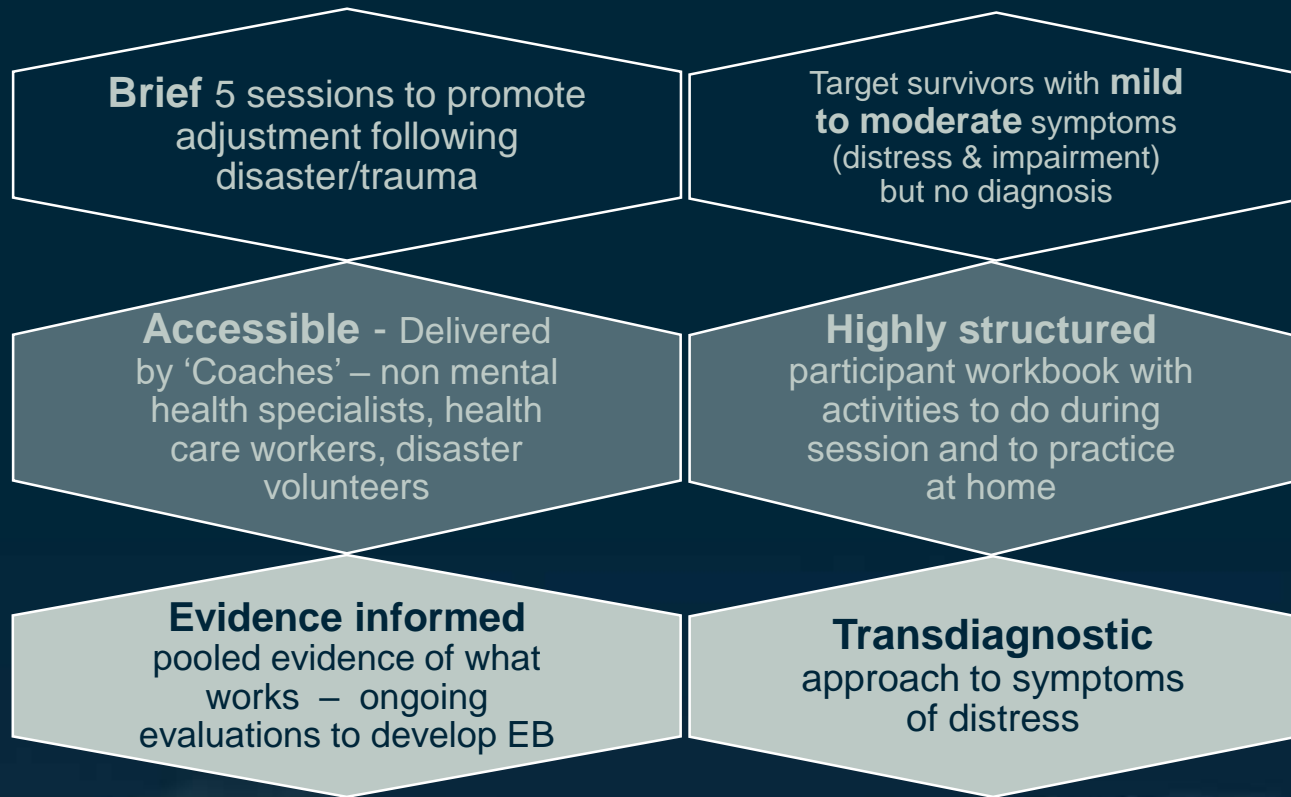 Brief 5 sessions to promote
adjustment following
disaster/trauma
Target survivors with mild
to moderate symptoms
(distress & impairment)
but no diagnosis
Accessible - Delivered
by ‘Coaches’ – non mental
health specialists, health
care workers, disaster
volunteers
Highly structured
participant workbook with
activities to do during
session and to practice
at home
Evidence informed
pooled evidence of what
works – ongoing
evaluations to develop EB
Transdiagnostic
approach to symptoms
of distress